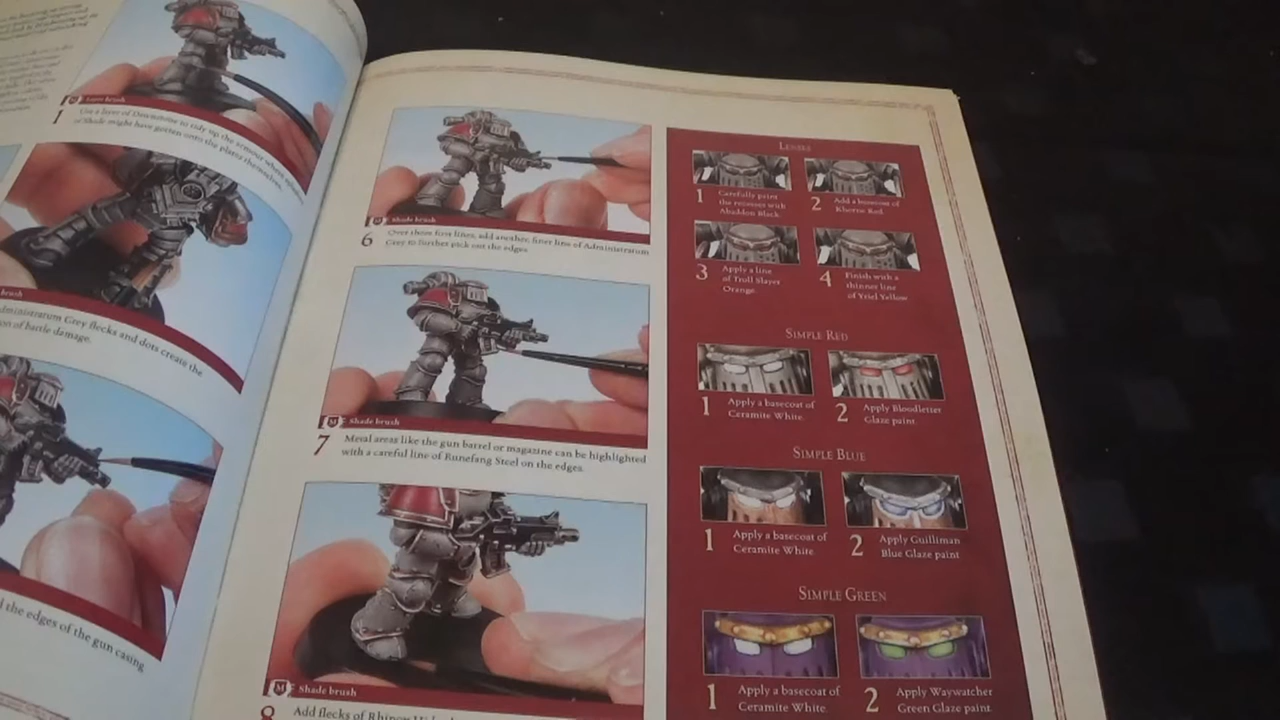 Layer brush
1
Use a layer of Dawnstone to tidy up the armour where
of Shade might have gotten onto the plates themselves.
brush
dministratum Grey flecks and dots create the
on of battle damage.
the edges of the gun casing
M Shade brush
6
Over those first lines, add another, finer line of Administratum
Grey to further pick out the edges.
M Shade brush
7
Metal areas like the gun barrel or magazine can be highlighted
with a careful line of Runefang Steel on the edges.
M Shade brush
8
Add flecks of
LENSES
1
Carefully paint
the recesses with
Abaddon Black.
2
Add a basecoat of
Khorne Red.
3
Apply a line
of Troll Slayer
Orange.
4
Finish with a
thinner line
of Yriel Yellow
SIMPLE RED
1
Apply a basecoat of
Ceramite White.
2
Apply Bloodletter
Glaze paint.
SIMPLE BLUE
1
Apply a basecoat of
Ceramite White.
2
Apply Guilliman
Blue Glaze paint
SIMPLE GREEN
1
Apply a basecoat of
Ceramite White.
2
Apply Waywatcher
Green Glaze paint.